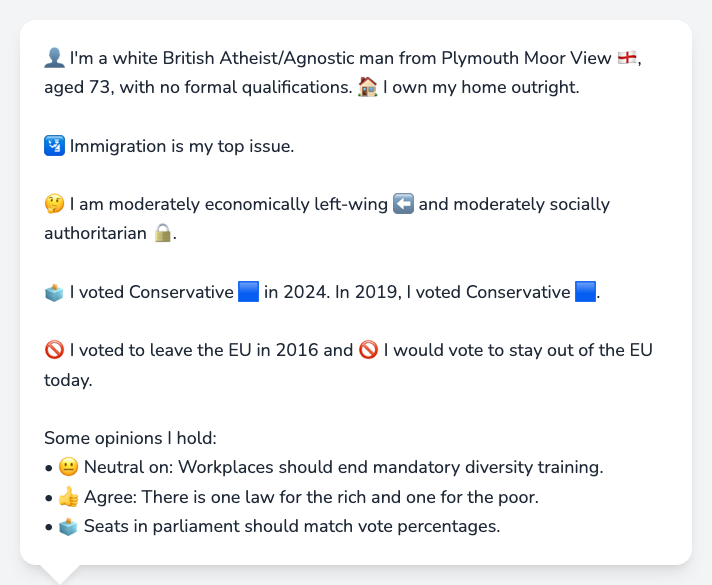 👤 I'm a white British Atheist/Agnostic man from Plymouth Moor View 🏴󠁧󠁢󠁥󠁮󠁧󠁿,
aged 73, with no formal qualifications. 🏠 I own my home outright.
🛂 Immigration is my top issue.
🤔 I am moderately economically left-wing ⬅️ and moderately socially
authoritarian 🔒.
🗳️ I voted Conservative 🟦 in 2024. In 2019, I voted Conservative 🟦.
🚫 I voted to leave the EU in 2016 and 🚫 I would vote to stay out of the EU
today.
Some opinions I hold:
• 😐 Neutral on: Workplaces should end mandatory diversity training.
• 👍 Agree: There is one law for the rich and one for the poor.
• 🗳️ Seats in parliament should match vote percentages.